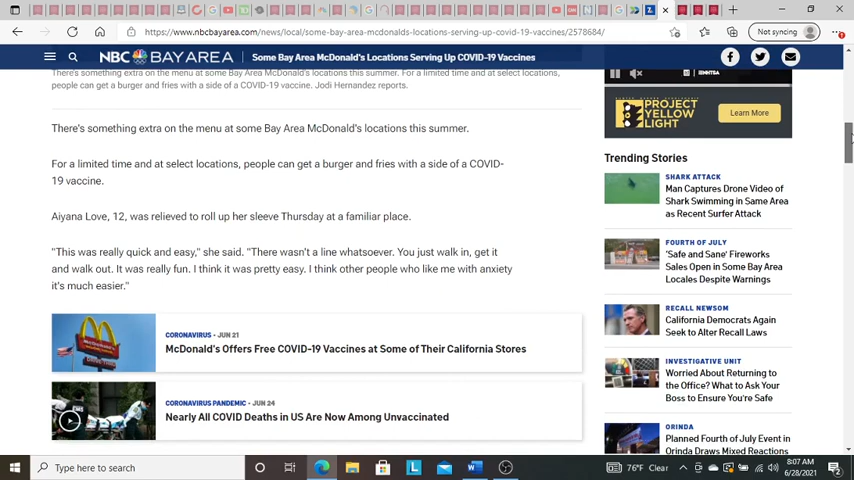 Not syncing
https://www.nbcbayarea.com/news/local/some-bay-area-mcdonalds-locations-serving-up-covid-19-vaccines/2578684/
NBC BAY AREA
Some Bay Area McDonald's Locations Serving Up COVID-19 Vaccines
There's something extra on the menu at some Bay Area McDonald's locations this summer. For a limited time and at select locations,
people can get a burger and fries with a side of a COVID-19 vaccine. Jodi Hernandez reports.
There's something extra on the menu at some Bay Area McDonald's locations this summer.
For a limited time and at select locations, people can get a burger and fries with a side of a COVID-
19 vaccine.
Aiyana Love, 12, was relieved to roll up her sleeve Thursday at a familiar place.
"This was really quick and easy," she said. "There wasn't a line whatsoever. You just walk in, get it
and walk out. It was really fun. I think it was pretty easy. I think other people who like me with anxiety
it's much easier."
CORONAVIRUS • JUN 21
McDonald's Offers Free COVID-19 Vaccines at Some of Their California Stores
CORONAVIRUS PANDEMIC • JUN 24
Nearly All COVID Deaths in US Are Now Among Unvaccinated
PROJECT
YELLOW
LIGHT
Learn More
Trending Stories
SHARK ATTACK
Man Captures Drone Video of
Shark Swimming in Same Area
as Recent Surfer Attack
FOURTH OF JULY
'Safe and Sane' Fireworks
Sales Open in Some Bay Area
Locales Despite Warnings
RECALL NEWSOM
California Democrats Again
Seek to Alter Recall Laws
INVESTIGATIVE UNIT
Worried About Returning to
the Office? What to Ask Your
Boss to Ensure You're Safe
ORINDA
Planned Fourth of July Event in
Orinda Draws Mixed Reactions
Type here to search
76°F Clear
8:07 AM
6/28/2021